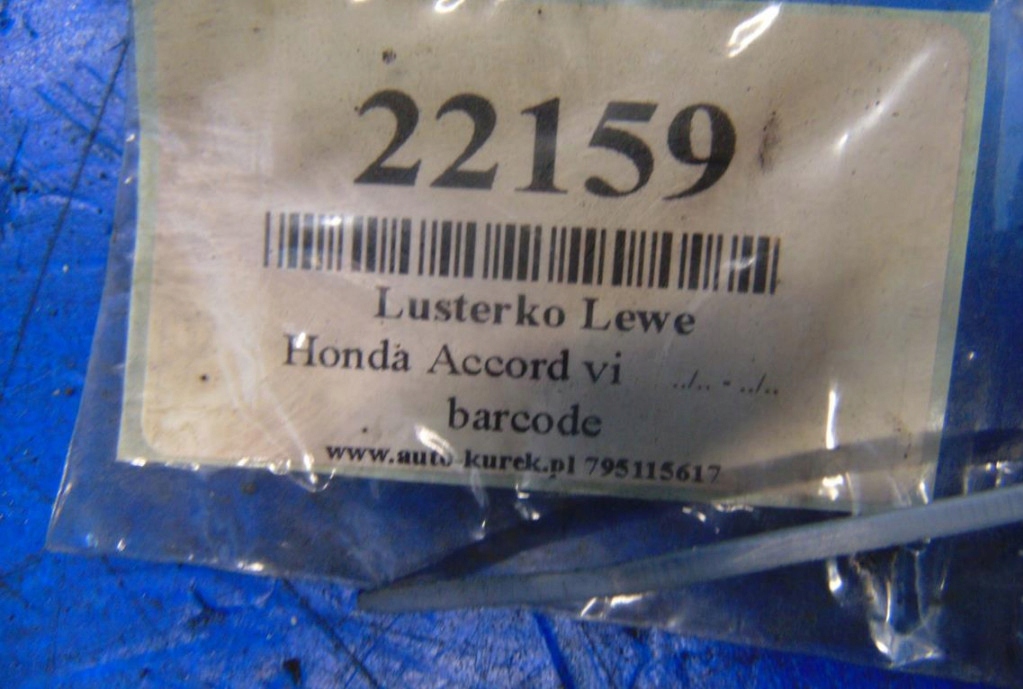 22159
Lusterko Lewe
Honda Accord vi ../.. - ../..
barcode
www.auto-kurek.pl 795115617